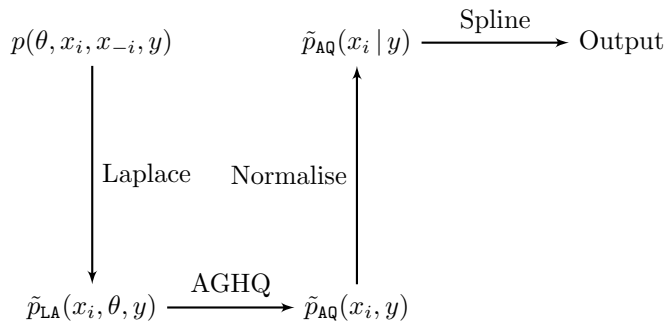 p(θ, x_i, x_{−i}, y)
p̃_AQ(x_i | y)
Spline
Output
Laplace
Normalise
p̃_LA(x_i, θ, y)
AGHQ
p̃_AQ(x_i, y)